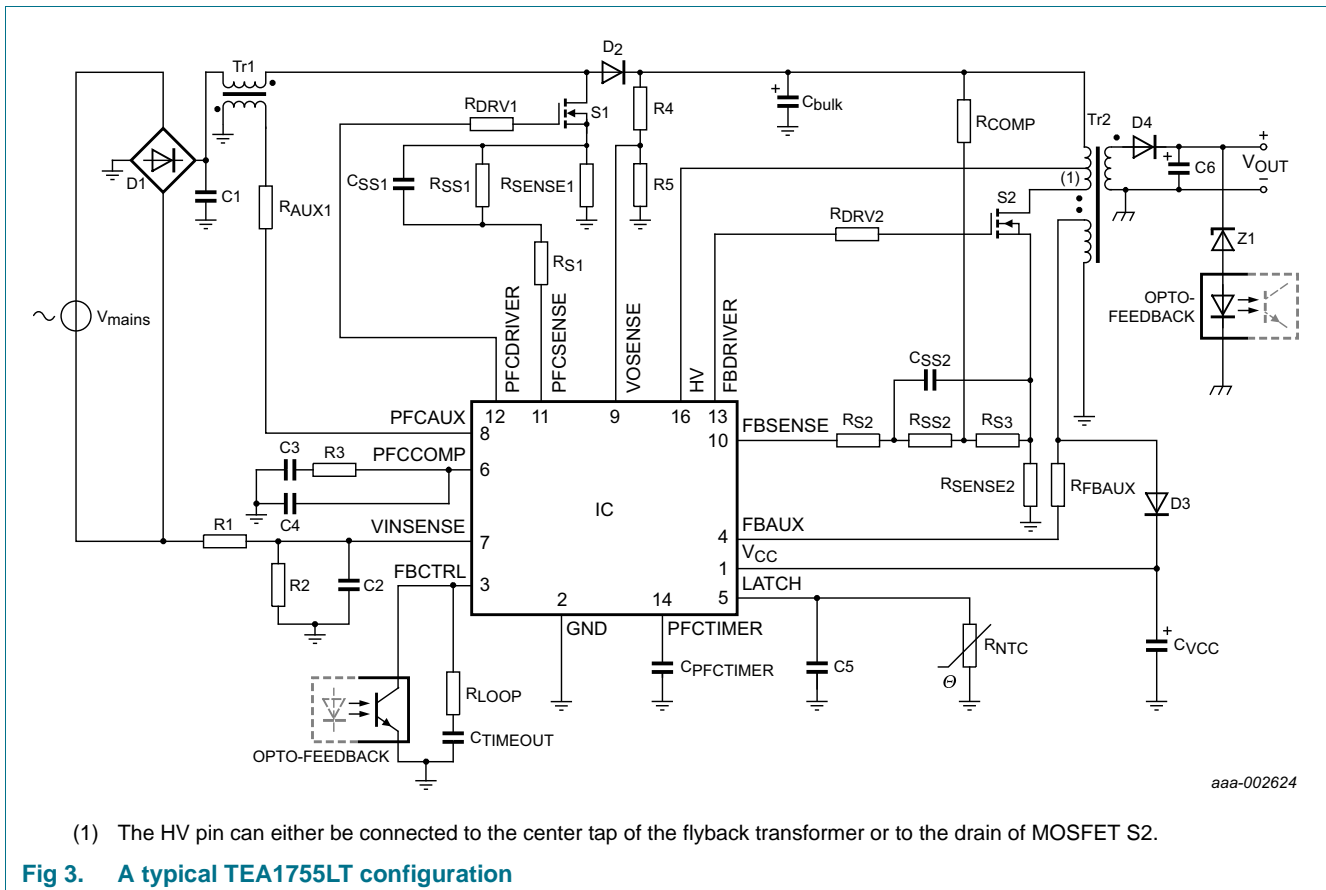 Tr1
D2
RDRV1
S1
R4
Cbulk
RCOMP
Tr2
D4
+
VOUT
−
C6
(1)
D1
C1
RAUX1
CSS1
RSS1
RSENSE1
R5
RS1
RDRV2
S2
Z1
OPTO-
FEEDBACK
Vmains
PFCDRIVER
PFCSENSE
VOSENSE
HV
FBDRIVER
CSS2
12
11
9
16
13
PFCAUX
8
10
FBSENSE
RS2
RSS2
RS3
C3
R3
PFCCOMP
6
C4
IC
RSENSE2
RFBAUX
D3
R1
VINSENSE
7
FBAUX
4
VCC
1
R2
C2
FBCTRL
3
LATCH
5
2
14
GND
PFCTIMER
CPFCTIMER
C5
RNTC
Θ
+
CVCC
RLOOP
CTIMEOUT
OPTO-FEEDBACK
aaa-002624
(1) The HV pin can either be connected to the center tap of the flyback transformer or to the drain of MOSFET S2.
Fig 3. A typical TEA1755LT configuration